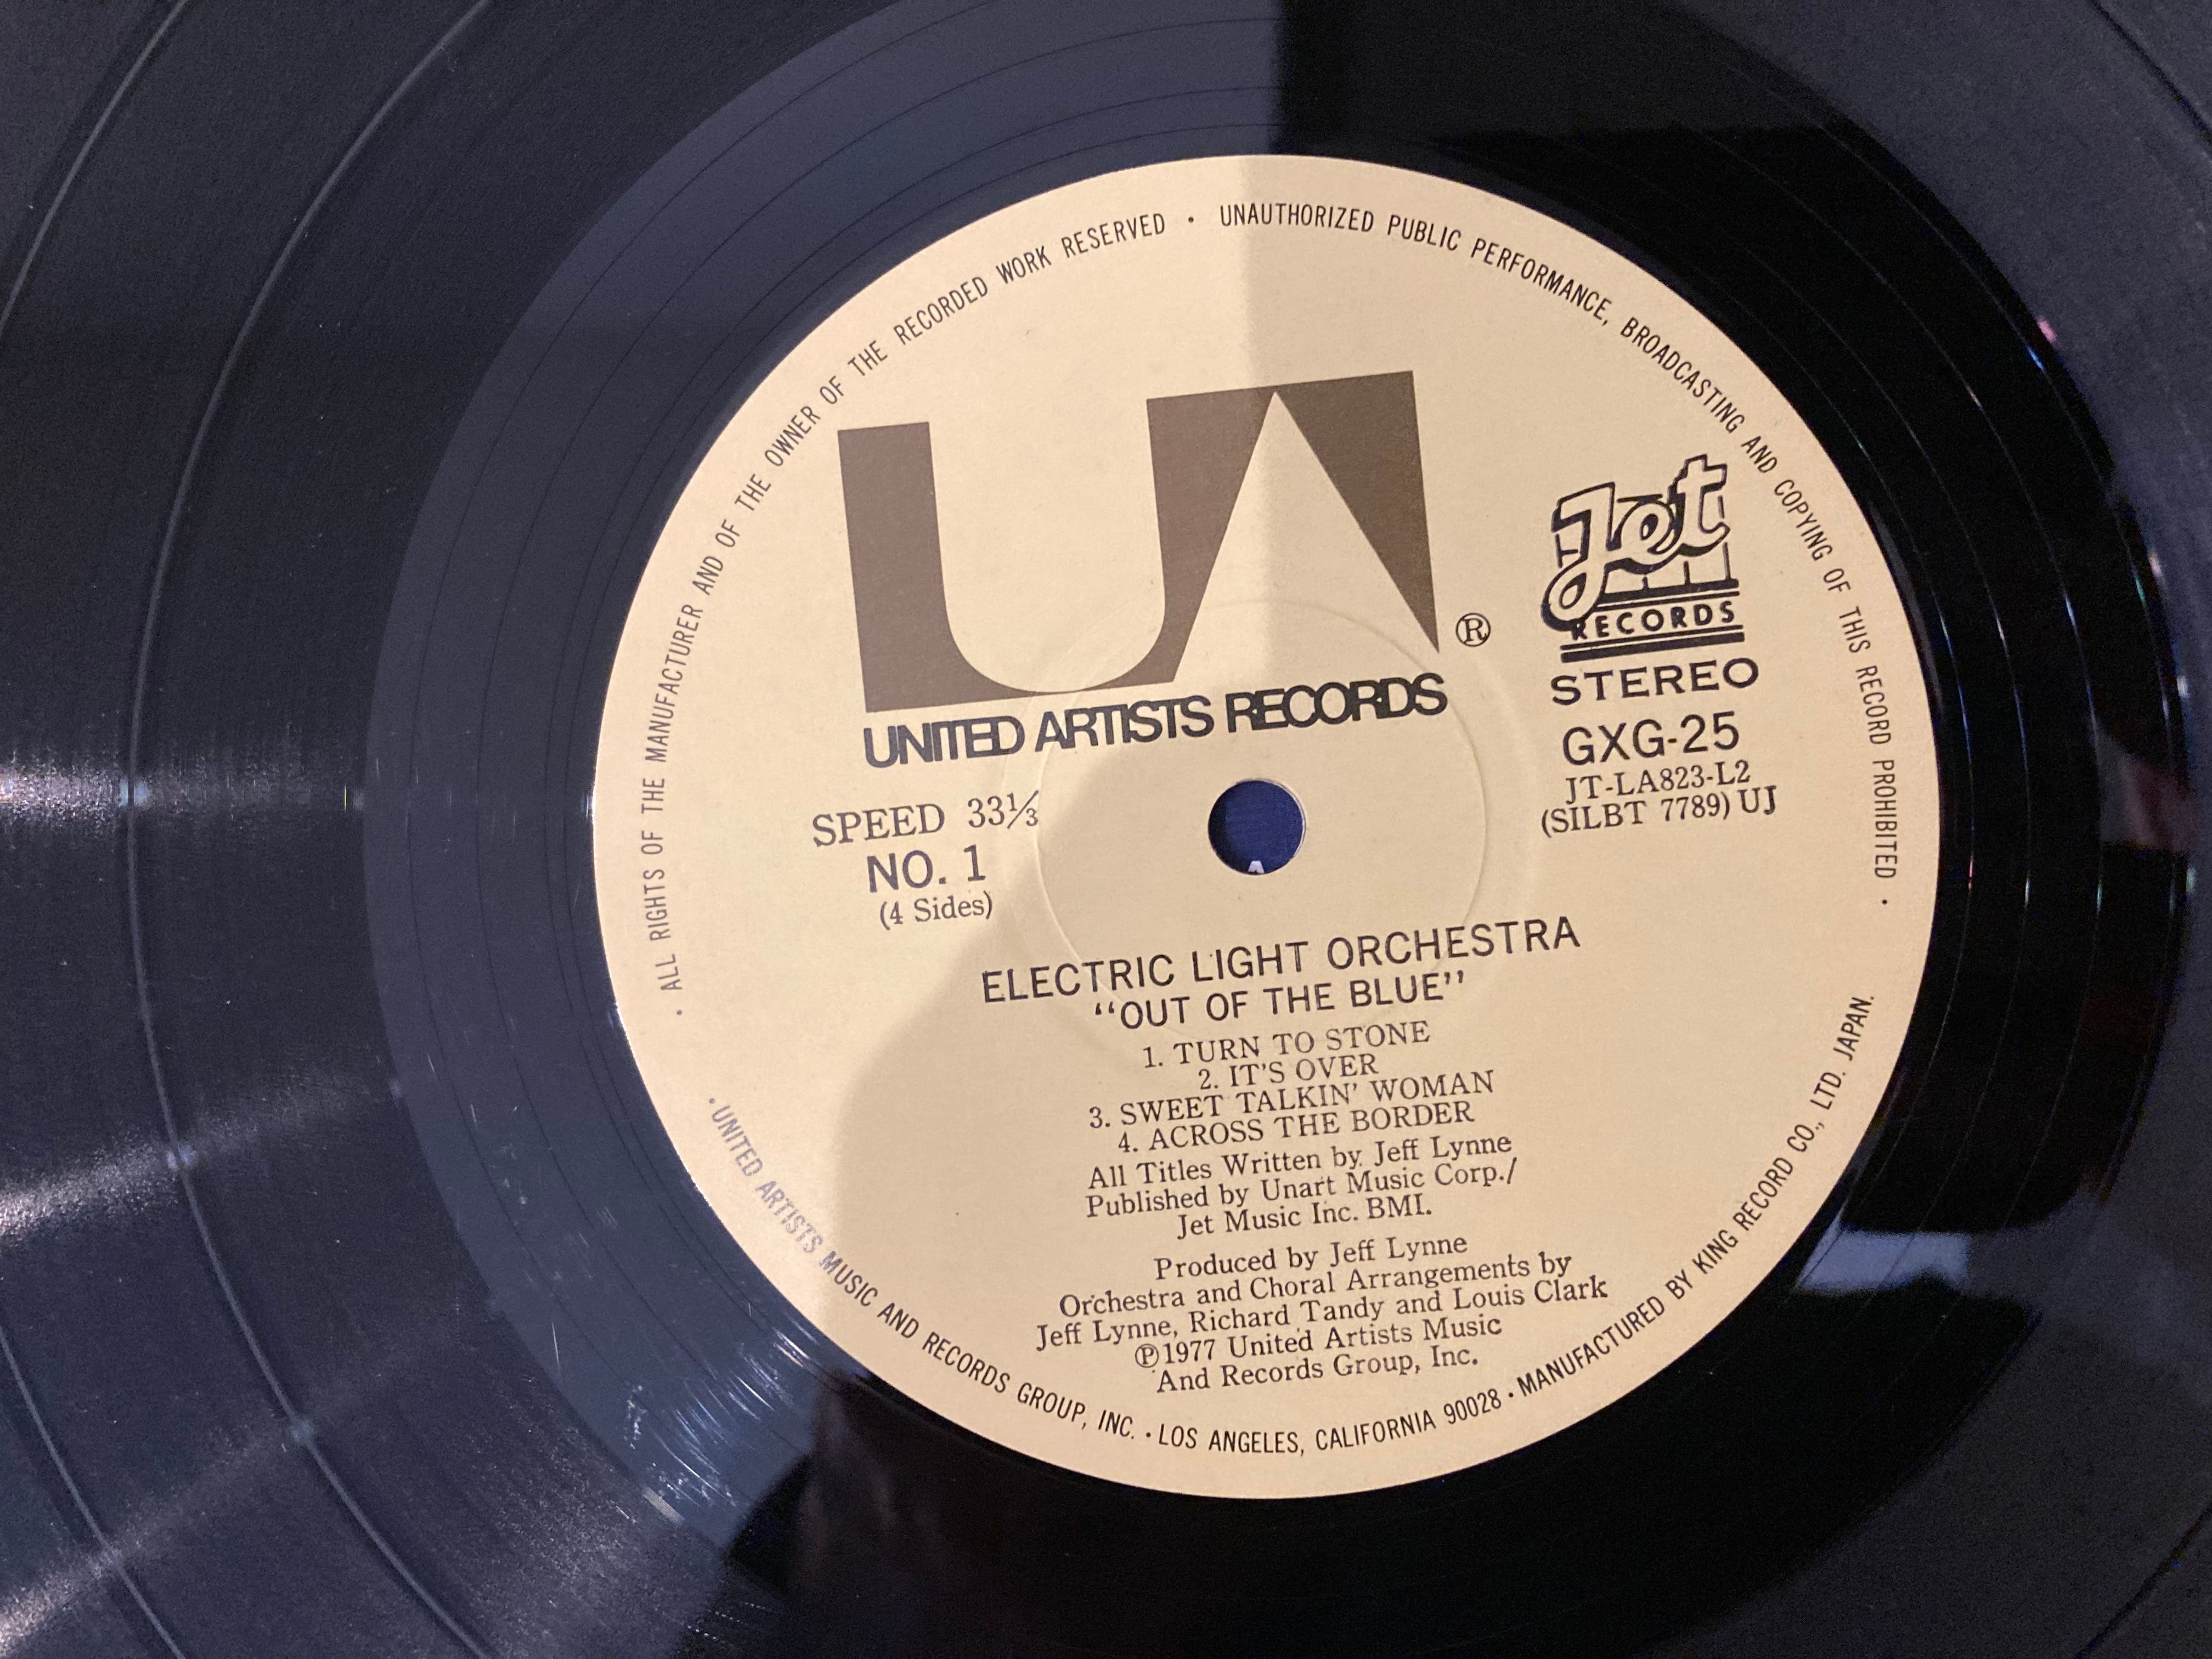 • ALL RIGHTS OF THE MANUFACTURER AND OF THE OWNER OF THE RECORDED WORK RESERVED • UNAUTHORIZED PUBLIC PERFORMANCE, BROADCASTING AND COPYING OF THIS RECORD PROHIBITED •
UA ®
UNITED ARTISTS RECORDS
Jet
RECORDS
STEREO
GXG-25
JT-LA823-L2
(SILBT 7789) UJ
SPEED 33⅓
NO. 1
(4 Sides)
ELECTRIC LIGHT ORCHESTRA
“OUT OF THE BLUE”
1. TURN TO STONE
2. IT'S OVER
3. SWEET TALKIN' WOMAN
4. ACROSS THE BORDER
All Titles Written by Jeff Lynne
Published by Unart Music Corp./
Jet Music Inc. BMI.
Produced by Jeff Lynne
Orchestra and Choral Arrangements by
Jeff Lynne, Richard Tandy and Louis Clark
℗1977 United Artists Music
And Records Group, Inc.
• UNITED ARTISTS MUSIC AND RECORDS GROUP, INC. • LOS ANGELES, CALIFORNIA 90028 • MANUFACTURED BY KING RECORD CO., LTD. JAPAN.